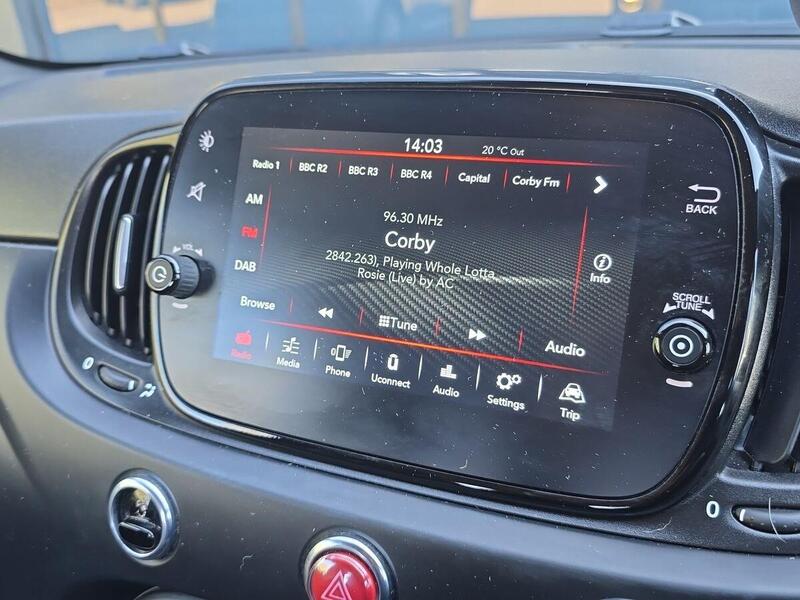 14:03 20 °C Out
Radio 1 BBC R2 BBC R3 BBC R4 Capital Corby Fm
BACK
VOL
AM
FM
DAB
96.30 MHz
Corby
2842.263), Playing Whole Lotta
Rosie (Live) by AC
Info
SCROLL
TUNE
Browse Tune Audio
Radio Media Phone Uconnect Audio Settings Trip
0
0